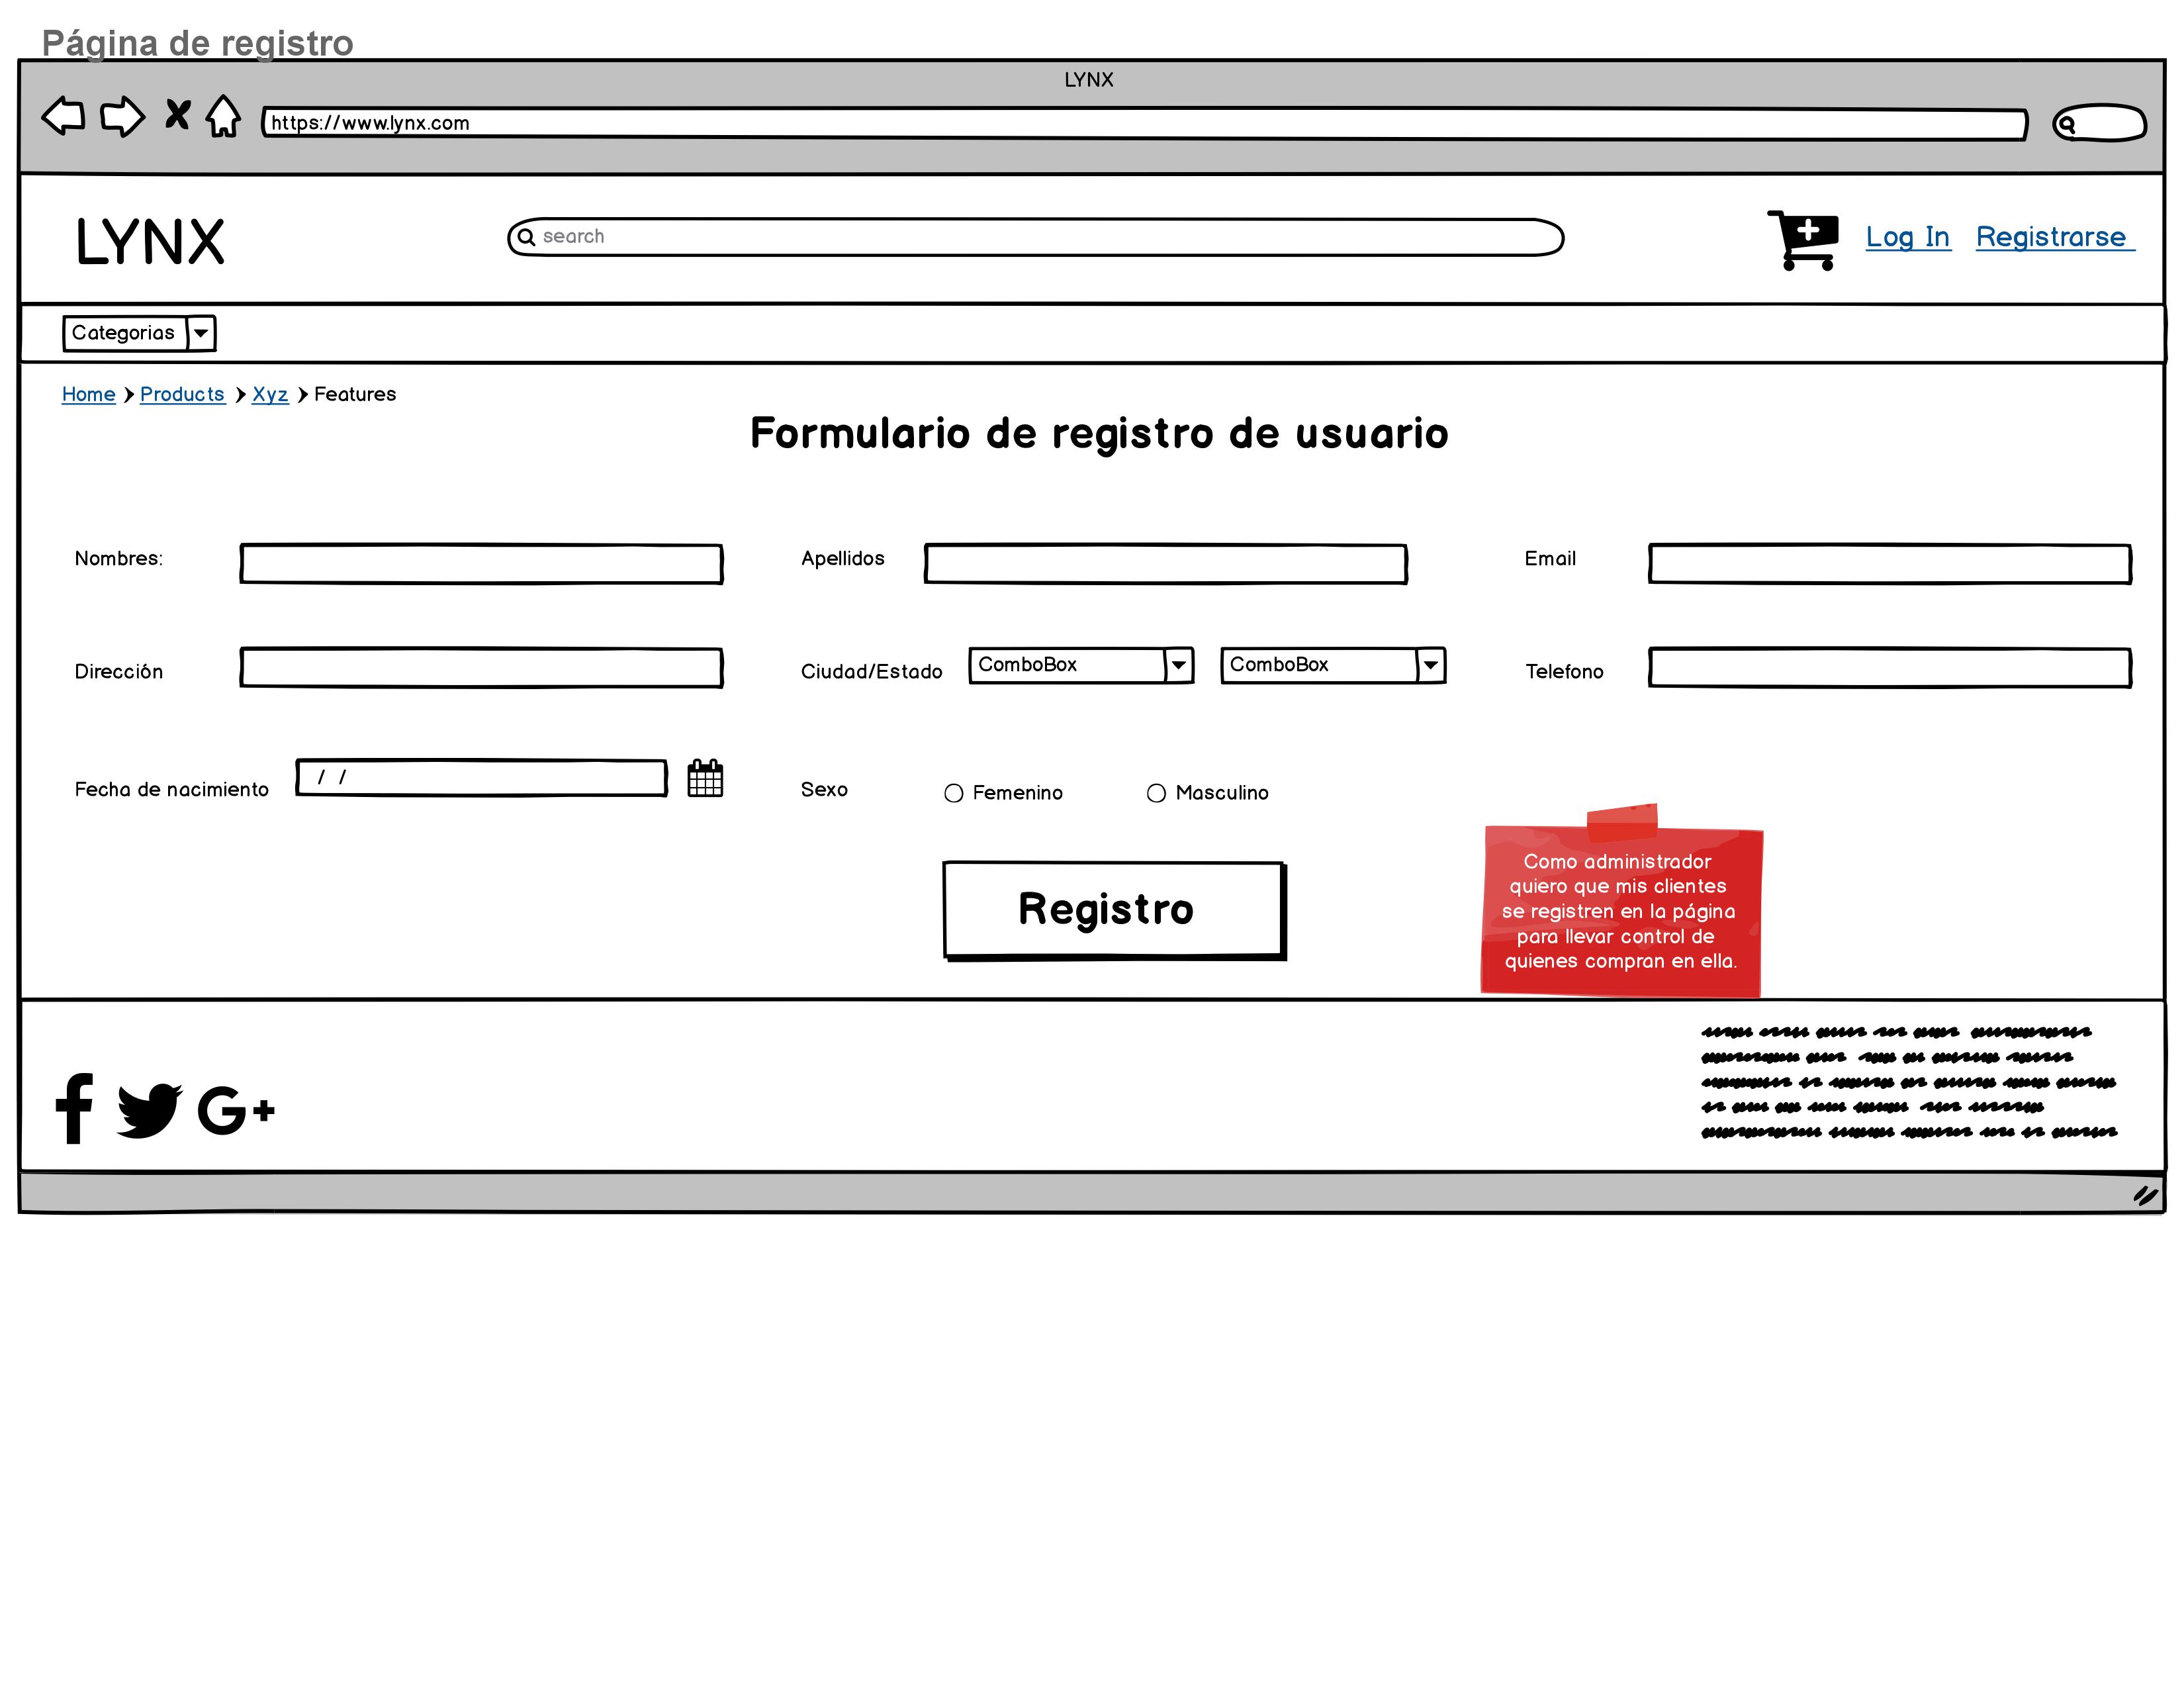 Página de registro
LYNX
https://www.lynx.com
LYNX
search
Log In Registrarse
Categorias
Home Products Xyz Features
Formulario de registro de usuario
Nombres:
Apellidos
Email
Dirección
Ciudad/Estado ComboBox ComboBox
Telefono
Fecha de nacimiento / /
Sexo Femenino Masculino
Registro
Como administrador
quiero que mis clientes
se registren en la página
para llevar control de
quienes compran en ella.
G+